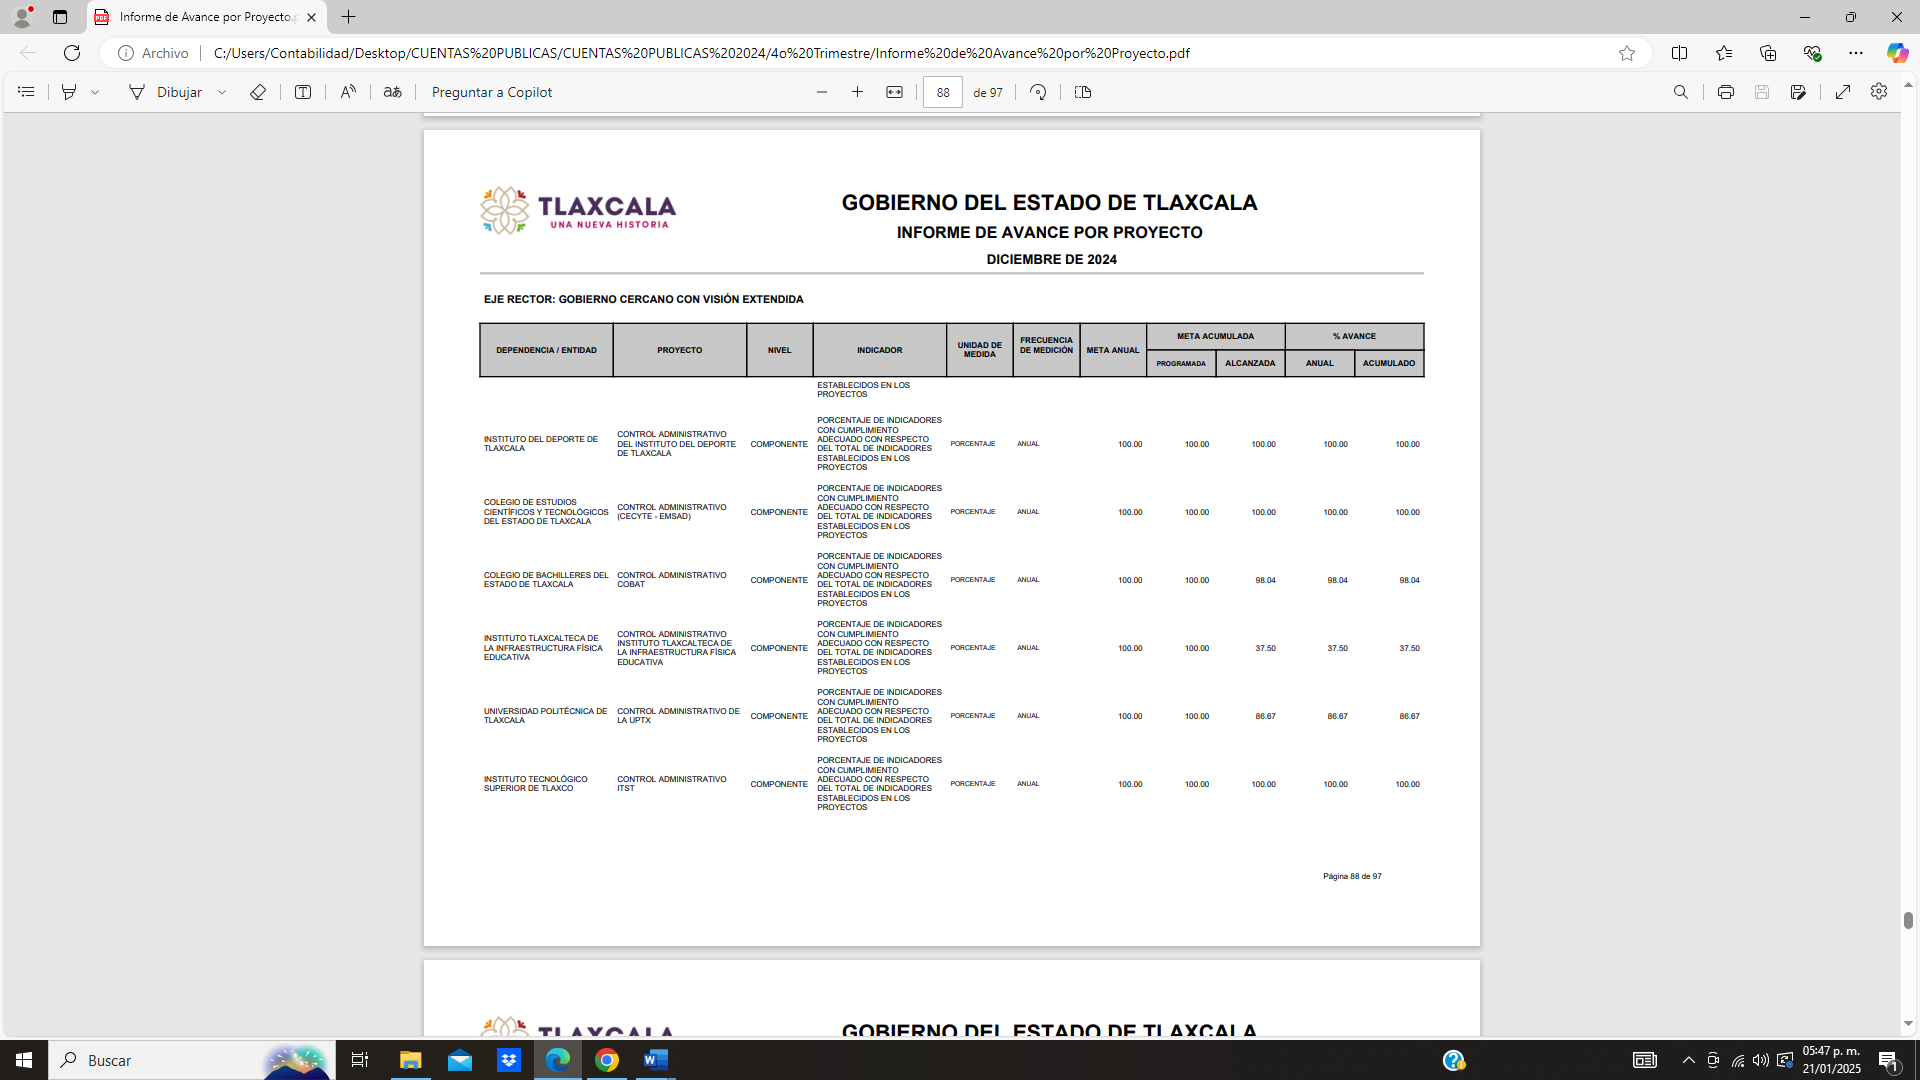 Informe de Avance por Proyecto.p
Archivo
C:/Users/Contabilidad/Desktop/CUENTAS%20PUBLICAS/CUENTAS%20PUBLICAS%202024/4o%20Trimestre/Informe%20de%20Avance%20por%20Proyecto.pdf
Dibujar
Preguntar a Copilot
88 de 97
TLAXCALA
UNA NUEVA HISTORIA
GOBIERNO DEL ESTADO DE TLAXCALA
INFORME DE AVANCE POR PROYECTO
DICIEMBRE DE 2024
EJE RECTOR: GOBIERNO CERCANO CON VISIÓN EXTENDIDA
DEPENDENCIA / ENTIDAD
PROYECTO
NIVEL
INDICADOR
UNIDAD DE
MEDIDA
FRECUENCIA
DE MEDICIÓN
META ANUAL
META ACUMULADA
PROGRAMADA
ALCANZADA
% AVANCE
ANUAL
ACUMULADO
ESTABLECIDOS EN LOS
PROYECTOS
INSTITUTO DEL DEPORTE DE
TLAXCALA
CONTROL ADMINISTRATIVO
DEL INSTITUTO DEL DEPORTE
DE TLAXCALA
COMPONENTE
PORCENTAJE DE INDICADORES
CON CUMPLIMIENTO
ADECUADO CON RESPECTO
DEL TOTAL DE INDICADORES
ESTABLECIDOS EN LOS
PROYECTOS
PORCENTAJE
ANUAL
100.00
100.00
100.00
100.00
100.00
COLEGIO DE ESTUDIOS
CIENTÍFICOS Y TECNOLÓGICOS
DEL ESTADO DE TLAXCALA
CONTROL ADMINISTRATIVO
(CECYTE - EMSAD)
COMPONENTE
PORCENTAJE DE INDICADORES
CON CUMPLIMIENTO
ADECUADO CON RESPECTO
DEL TOTAL DE INDICADORES
ESTABLECIDOS EN LOS
PROYECTOS
PORCENTAJE
ANUAL
100.00
100.00
100.00
100.00
100.00
COLEGIO DE BACHILLERES DEL
ESTADO DE TLAXCALA
CONTROL ADMINISTRATIVO
COBAT
COMPONENTE
PORCENTAJE DE INDICADORES
CON CUMPLIMIENTO
ADECUADO CON RESPECTO
DEL TOTAL DE INDICADORES
ESTABLECIDOS EN LOS
PROYECTOS
PORCENTAJE
ANUAL
100.00
100.00
98.04
98.04
98.04
INSTITUTO TLAXCALTECA DE
LA INFRAESTRUCTURA FÍSICA
EDUCATIVA
CONTROL ADMINISTRATIVO
INSTITUTO TLAXCALTECA DE
LA INFRAESTRUCTURA FÍSICA
EDUCATIVA
COMPONENTE
PORCENTAJE DE INDICADORES
CON CUMPLIMIENTO
ADECUADO CON RESPECTO
DEL TOTAL DE INDICADORES
ESTABLECIDOS EN LOS
PROYECTOS
PORCENTAJE
ANUAL
100.00
100.00
37.50
37.50
37.50
UNIVERSIDAD POLITÉCNICA DE
TLAXCALA
CONTROL ADMINISTRATIVO DE
LA UPTX
COMPONENTE
PORCENTAJE DE INDICADORES
CON CUMPLIMIENTO
ADECUADO CON RESPECTO
DEL TOTAL DE INDICADORES
ESTABLECIDOS EN LOS
PROYECTOS
PORCENTAJE
ANUAL
100.00
100.00
86.67
86.67
86.67
INSTITUTO TECNOLÓGICO
SUPERIOR DE TLAXCO
CONTROL ADMINISTRATIVO
ITST
COMPONENTE
PORCENTAJE DE INDICADORES
CON CUMPLIMIENTO
ADECUADO CON RESPECTO
DEL TOTAL DE INDICADORES
ESTABLECIDOS EN LOS
PROYECTOS
PORCENTAJE
ANUAL
100.00
100.00
100.00
100.00
100.00
Página 88 de 97
TLAXCALA
GOBIERNO DEL ESTADO DE TLAXCALA
Buscar
05:47 p. m.
21/01/2025
1